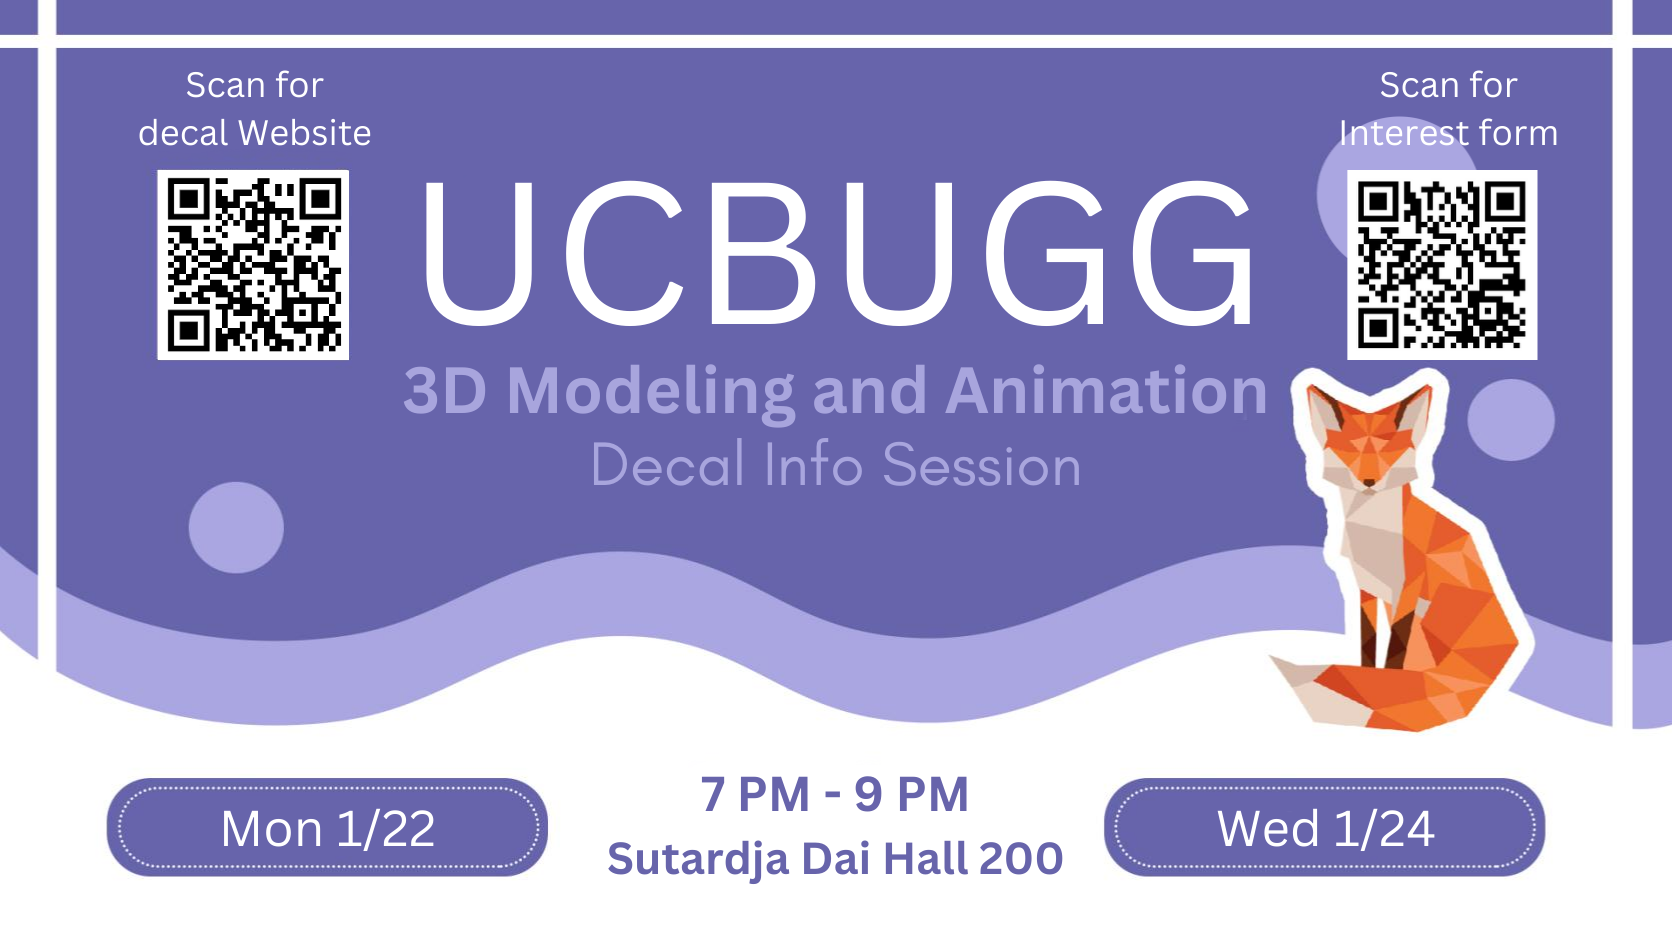 Scan for
decal Website
Scan for
Interest form
UCBUGG
3D Modeling and Animation
Decal Info Session
Mon 1/22
7 PM - 9 PM
Sutardja Dai Hall 200
Wed 1/24